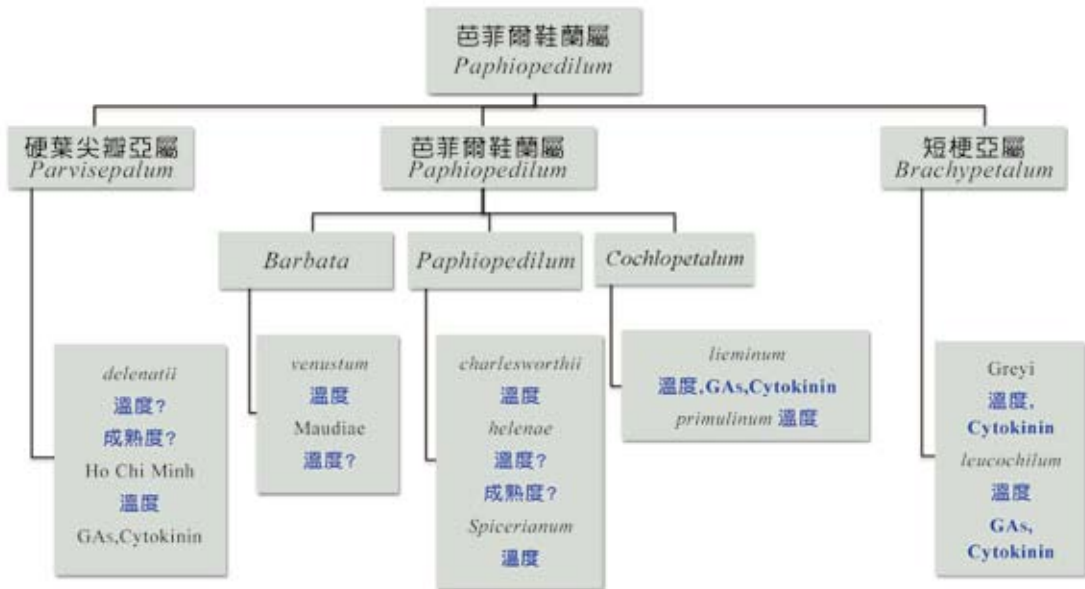 芭菲爾鞋蘭屬
Paphiopedilum
硬葉尖瓣亞屬
Parvisepalum
芭菲爾鞋蘭屬
Paphiopedilum
短梗亞屬
Brachypetalum
Barbata
Paphiopedilum
Cochlopetalum
delenatii
溫度?
成熟度?
Ho Chi Minh
溫度
GAs,Cytokinin
venustum
溫度
Maudiae
溫度?
charlesworthii
溫度
helenae
溫度?
成熟度?
Spicerianum
溫度
lieminum
溫度,GAs,Cytokinin
primulinum 溫度
Greyi
溫度,
Cytokinin
leucochilum
溫度
GAs,
Cytokinin